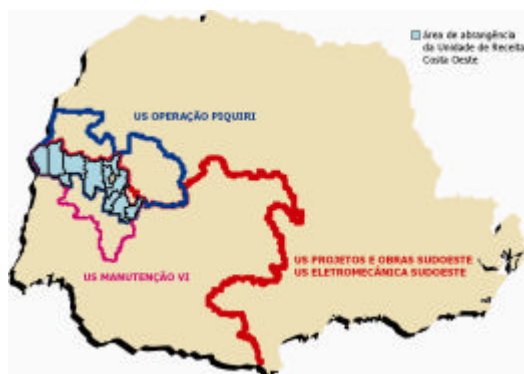 Área de abrangência
da Unidade de Receita
Costa Oeste
US OPERAÇÃO PIQUIRI
US PROJETOS E OBRAS SUDOESTE
US ELETROMECÂNICA SUDOESTE
US MANUTENÇÃO VI